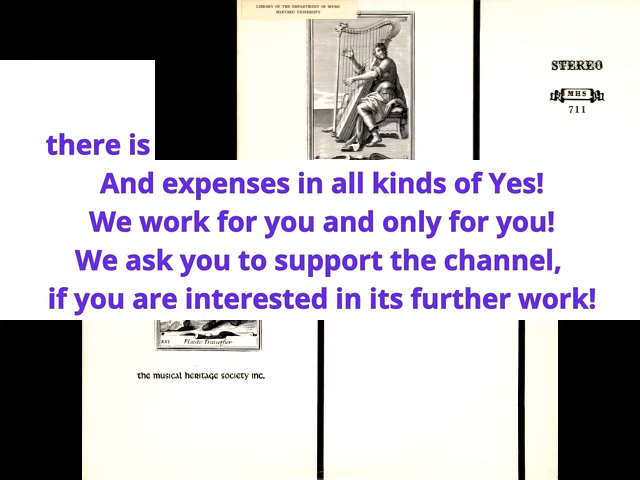 LIBRARY OF THE DEPARTMENT OF MUSIC
HARVARD UNIVERSITY
STEREO
MHS
711
there is
And expenses in all kinds of Yes!
We work for you and only for you!
We ask you to support the channel,
if you are interested in its further work!
XXI Flauto Traversier
the musical heritage society inc.